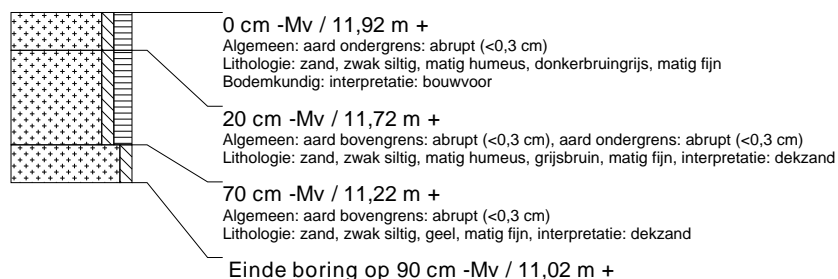 0 cm -Mv / 11,92 m +
Algemeen: aard ondergrens: abrupt (<0,3 cm)
Lithologie: zand, zwak siltig, matig humeus, donkerbruingrijs, matig fijn
Bodemkundig: interpretatie: bouwvoor
20 cm -Mv / 11,72 m +
Algemeen: aard bovengrens: abrupt (<0,3 cm), aard ondergrens: abrupt (<0,3 cm)
Lithologie: zand, zwak siltig, matig humeus, grijsbruin, matig fijn, interpretatie: dekzand
70 cm -Mv / 11,22 m +
Algemeen: aard bovengrens: abrupt (<0,3 cm)
Lithologie: zand, zwak siltig, geel, matig fijn, interpretatie: dekzand
Einde boring op 90 cm -Mv / 11,02 m +